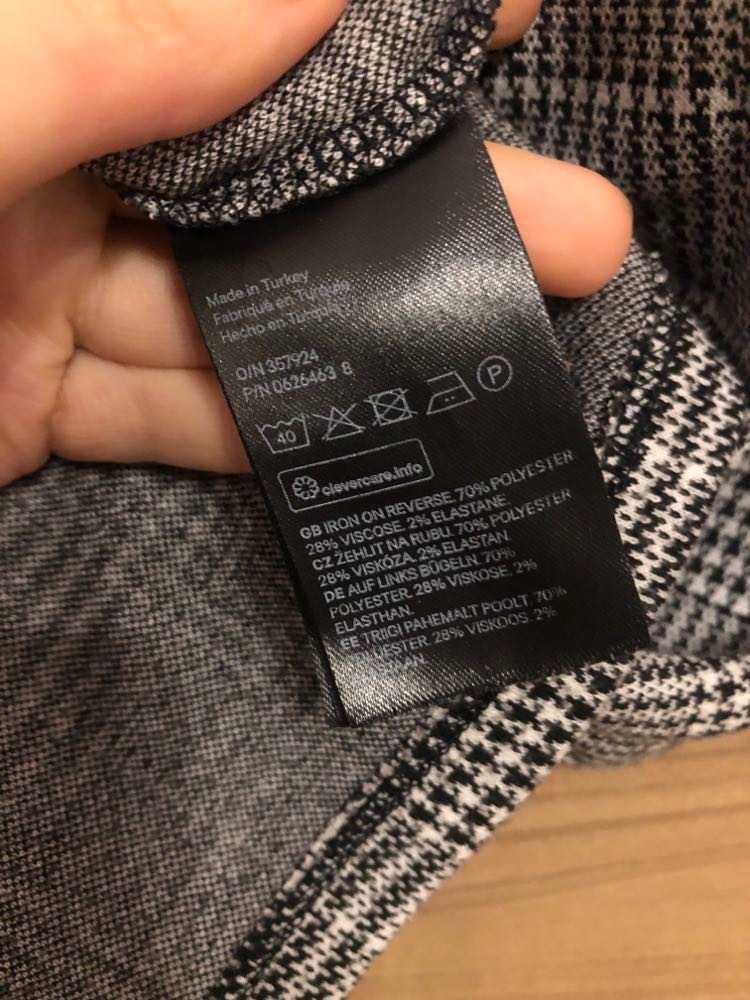 Made in Turkey
Fabriqué en Turquie
Hecho en Turquía
O/N 357924
P/N 0626463 8
P
40
clevercare.info
GB IRON ON REVERSE. 70% POLYESTER
28% VISCOSE. 2% ELASTANE
CZ ŽEHLIT NA RUBU. 70% POLYESTER
28% VISKÓZA. 2% ELASTAN
DE AUF LINKS BÜGELN. 70%
POLYESTER. 28% VISKOSE. 2%
ELASTHAN.
EE TRIIGI PAHEMALT POOLT. 70%
28% VISKOOS. 2%